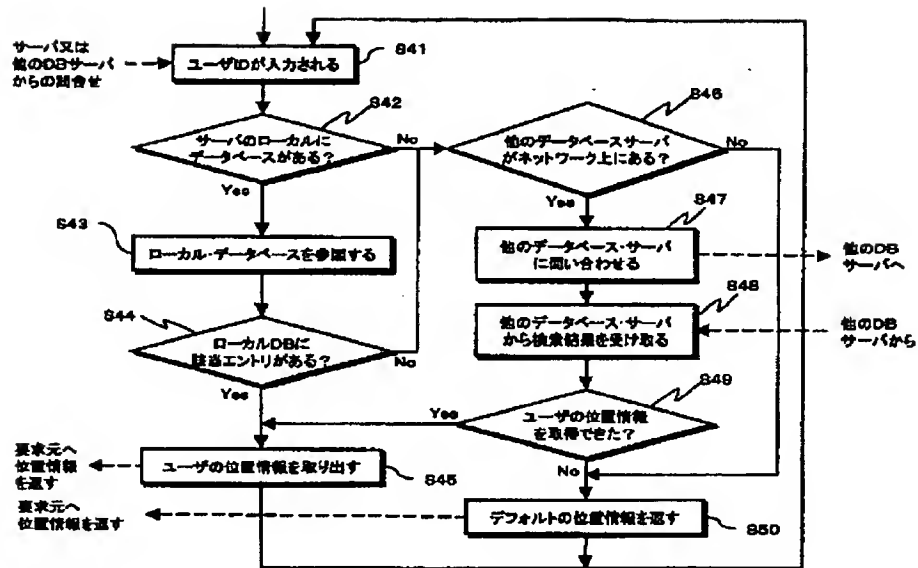 サーバ又は
他のDBサーバ
からの問合せ
ユーザIDが入力される
S41
S42
サーバのローカルに
データベースがある?
No
Yes
S46
他のデータベースサーバ
がネットワーク上にある?
No
Yes
S43
ローカル・データベースを参照する
S47
他のデータベース・サーバ
に問い合わせる
他のDB
サーバへ
S48
他のデータベース・サーバ
から検索結果を受け取る
他のDB
サーバから
S44
ローカルDBに
該当エントリがある?
No
Yes
S49
ユーザの位置情報
を取得できた?
Yes
No
要求元へ
位置情報
を返す
ユーザの位置情報を取り出す
S45
要求元へ
位置情報を返す
デフォルトの位置情報を返す
S50